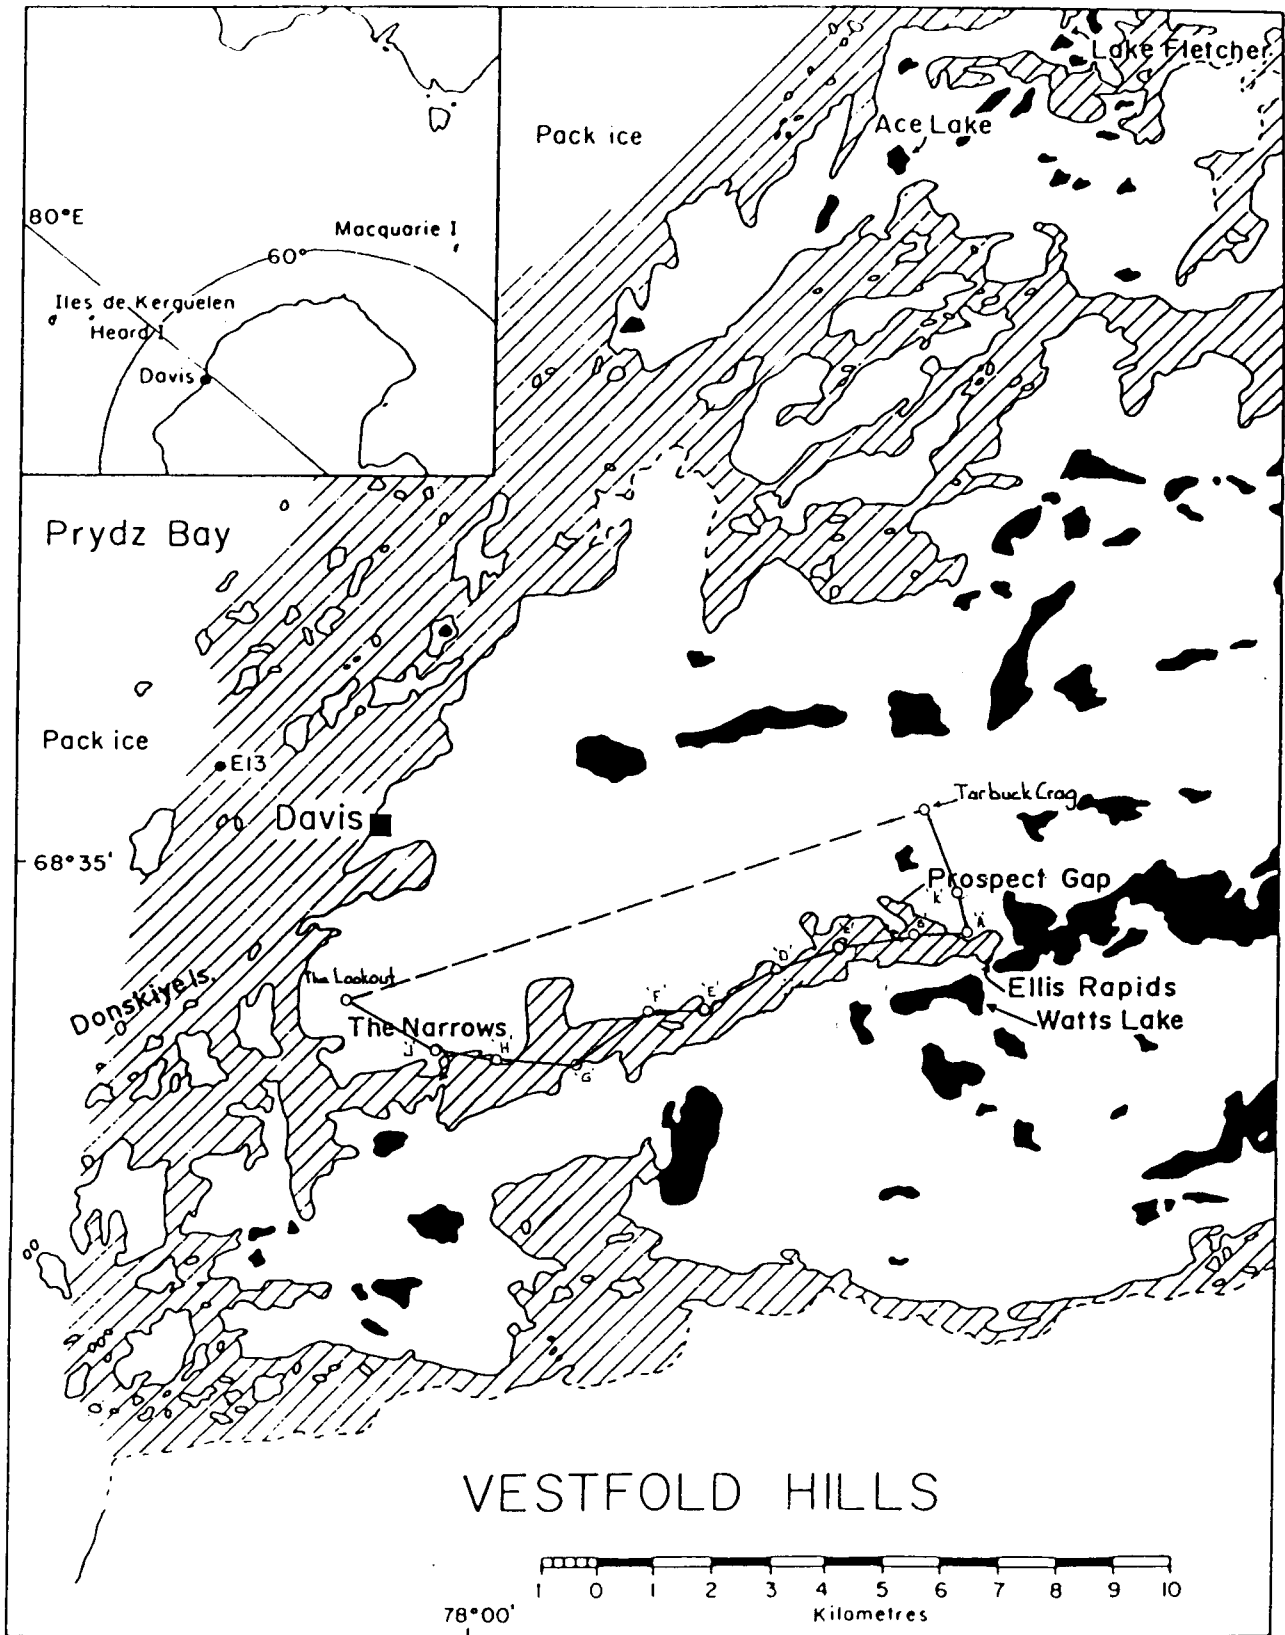 Lake Fletcher
Pack ice
Ace Lake
80°E
Macquarie I
60°
Iles de Kerguelen
Heard I
Davis
Prydz Bay
Pack ice
E13
Tarbuck Crag
Davis
68°35'
Prospect Gap
'K'
'A'
'B'
'D'
Ellis Rapids
The Lookout
Donskiye Is.
'F'
'E'
Watts Lake
The Narrows
'J'
'H'
'G'
VESTFOLD HILLS
1 0 1 2 3 4 5 6 7 8 9 10
Kilometres
78°00'